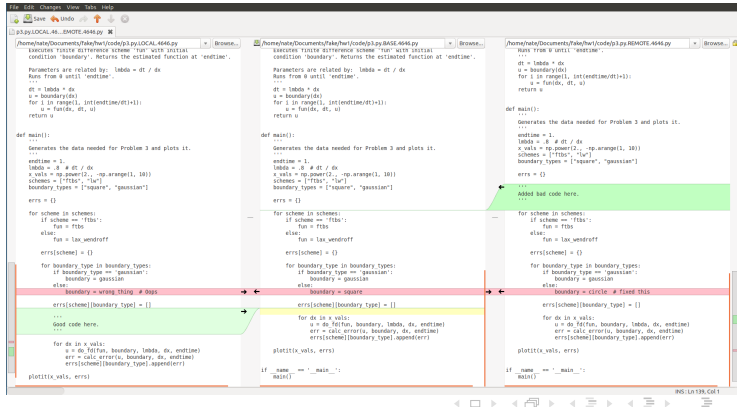 File Edit Changes View Tabs Help
Save Undo
p3.py.LOCAL.46...EMOTE.4646.py
/home/nate/Documents/fake/hw1/code/p3.py.LOCAL.4646.py Browse...
Executes finite difference scheme 'fun' with initial
condition 'boundary'. Returns the estimated function at 'endtime'.
Parameters are related by: lmbda = dt / dx
Runs from 0 until 'endtime'.
'''
dt = lmbda * dx
u = boundary(dx)
for i in range(1, int(endtime/dt)+1):
u = fun(dx, dt, u)
return u
def main():
'''
Generates the data needed for Problem 3 and plots it.
'''
endtime = 1.
lmbda = .8 # dt / dx
x_vals = np.power(2., -np.arange(1, 10))
schemes = ["ftbs", "lw"]
boundary_types = ["square", "gaussian"]
errs = {}
for scheme in schemes:
if scheme == 'ftbs':
fun = ftbs
else:
fun = lax_wendroff
errs[scheme] = {}
for boundary_type in boundary_types:
if boundary_type == 'gaussian':
boundary = gaussian
else:
boundary = wrong thing # Oops
errs[scheme][boundary_type] = []
'''
Good code here.
'''
for dx in x_vals:
u = do_fd(fun, boundary, lmbda, dx, endtime)
err = calc_error(u, boundary, dx, endtime)
errs[scheme][boundary_type].append(err)
plotit(x_vals, errs)
/home/nate/Documents/fake/hw1/code/p3.py.BASE.4646.py Browse...
Executes finite difference scheme 'fun' with initial
condition 'boundary'. Returns the estimated function at 'endtime'.
Parameters are related by: lmbda = dt / dx
Runs from 0 until 'endtime'.
'''
dt = lmbda * dx
u = boundary(dx)
for i in range(1, int(endtime/dt)+1):
u = fun(dx, dt, u)
return u
def main():
'''
Generates the data needed for Problem 3 and plots it.
'''
endtime = 1.
lmbda = .8 # dt / dx
x_vals = np.power(2., -np.arange(1, 10))
schemes = ["ftbs", "lw"]
boundary_types = ["square", "gaussian"]
errs = {}
for scheme in schemes:
if scheme == 'ftbs':
fun = ftbs
else:
fun = lax_wendroff
errs[scheme] = {}
for boundary_type in boundary_types:
if boundary_type == 'gaussian':
boundary = gaussian
else:
boundary = square
errs[scheme][boundary_type] = []
for dx in x_vals:
u = do_fd(fun, boundary, lmbda, dx, endtime)
err = calc_error(u, boundary, dx, endtime)
errs[scheme][boundary_type].append(err)
plotit(x_vals, errs)
if __name__ == '__main__':
main()
/home/nate/Documents/fake/hw1/code/p3.py.REMOTE.4646.py Browse...
Runs from 0 until 'endtime'.
'''
dt = lmbda * dx
u = boundary(dx)
for i in range(1, int(endtime/dt)+1):
u = fun(dx, dt, u)
return u
def main():
'''
Generates the data needed for Problem 3 and plots it.
'''
endtime = 1.
lmbda = .8 # dt / dx
x_vals = np.power(2., -np.arange(1, 10))
schemes = ["ftbs", "lw"]
boundary_types = ["square", "gaussian"]
errs = {}
'''
Added bad code here.
'''
for scheme in schemes:
if scheme == 'ftbs':
fun = ftbs
else:
fun = lax_wendroff
errs[scheme] = {}
for boundary_type in boundary_types:
if boundary_type == 'gaussian':
boundary = gaussian
else:
boundary = circle # fixed this
errs[scheme][boundary_type] = []
for dx in x_vals:
u = do_fd(fun, boundary, lmbda, dx, endtime)
err = calc_error(u, boundary, dx, endtime)
errs[scheme][boundary_type].append(err)
plotit(x_vals, errs)
if __name__ == '__main__':
main()
INS : Ln 139, Col 1